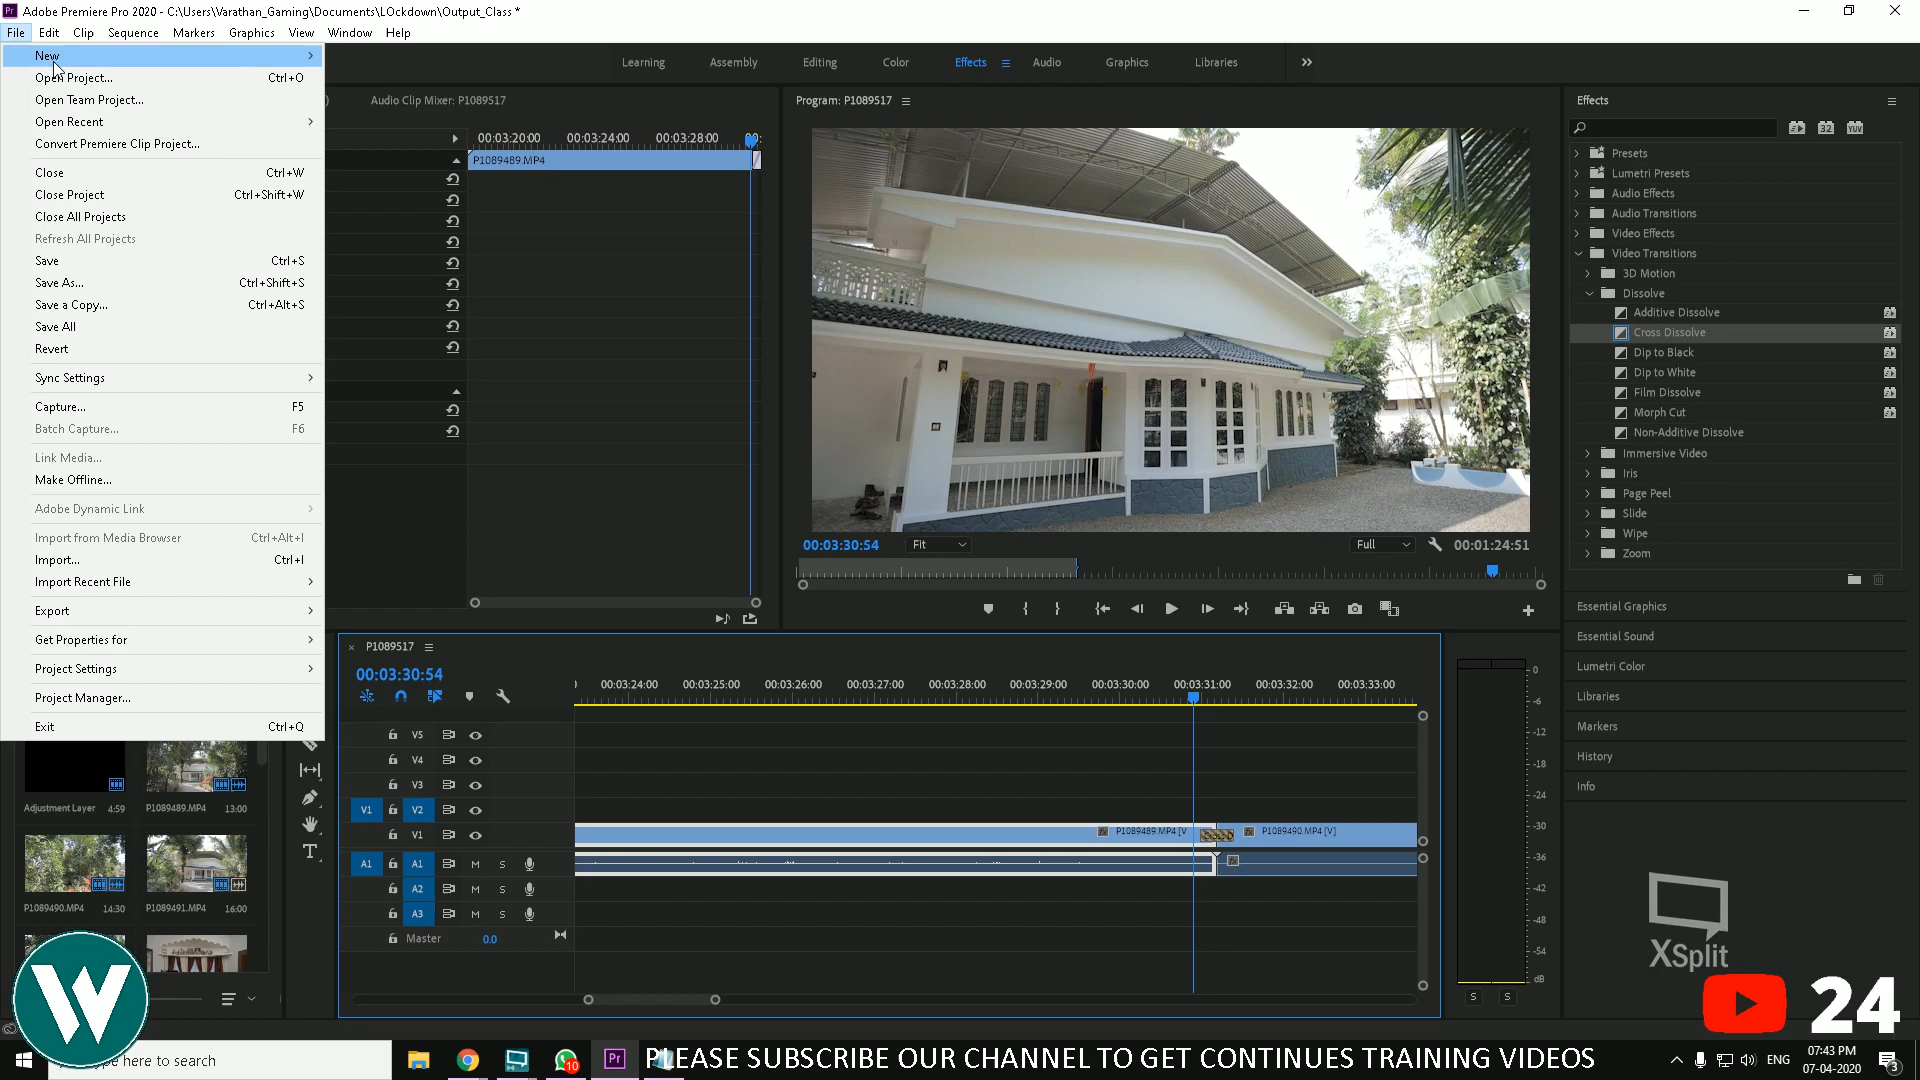 Adobe Premiere Pro 2020 - C:\Users\Varathan_Gaming\Documents\LOckdown\Output_Class *
File Edit Clip Sequence Markers Graphics View Window Help
New
Open Project... Ctrl+O
Open Team Project...
Open Recent
Convert Premiere Clip Project...
Close Ctrl+W
Close Project Ctrl+Shift+W
Close All Projects
Refresh All Projects
Save Ctrl+S
Save As... Ctrl+Shift+S
Save a Copy... Ctrl+Alt+S
Save All
Revert
Sync Settings
Capture... F5
Batch Capture... F6
Link Media...
Make Offline...
Adobe Dynamic Link
Import from Media Browser Ctrl+Alt+I
Import... Ctrl+I
Import Recent File
Export
Get Properties for
Project Settings
Project Manager...
Exit Ctrl+Q
Learning Assembly Editing Color Effects Audio Graphics Libraries
Audio Clip Mixer: P1089517
00:03:20:00 00:03:24:00 00:03:28:00
P1089489.MP4
Program: P1089517
00:03:30:54 Fit Full 00:01:24:51
Effects
Presets
Lumetri Presets
Audio Effects
Audio Transitions
Video Effects
Video Transitions
3D Motion
Dissolve
Additive Dissolve
Cross Dissolve
Dip to Black
Dip to White
Film Dissolve
Morph Cut
Non-Additive Dissolve
Immersive Video
Iris
Page Peel
Slide
Wipe
Zoom
Essential Graphics
Essential Sound
Lumetri Color
Libraries
Markers
History
Info
Adjustment Layer 4:59
P1089489.MP4 13:00
P1089490.MP4 14:30
P1089491.MP4 16:00
P1089517
00:03:30:54
00:03:24:00 00:03:25:00 00:03:26:00 00:03:27:00 00:03:28:00 00:03:29:00 00:03:30:00 00:03:31:00 00:03:32:00 00:03:33:00
V5
V4
V3
V1 V2
V1 P1089489.MP4 [V P1089490.MP4 [V]
A1 A1 M S
A2 M S
A3 M S
Master 0.0
0
-6
-12
-18
-24
-30
-36
-42
-48
-54
dB
S S
XSplit
24
W
here to search
10
PLEASE SUBSCRIBE OUR CHANNEL TO GET CONTINUES TRAINING VIDEOS
ENG
07:43 PM
07-04-2020
3